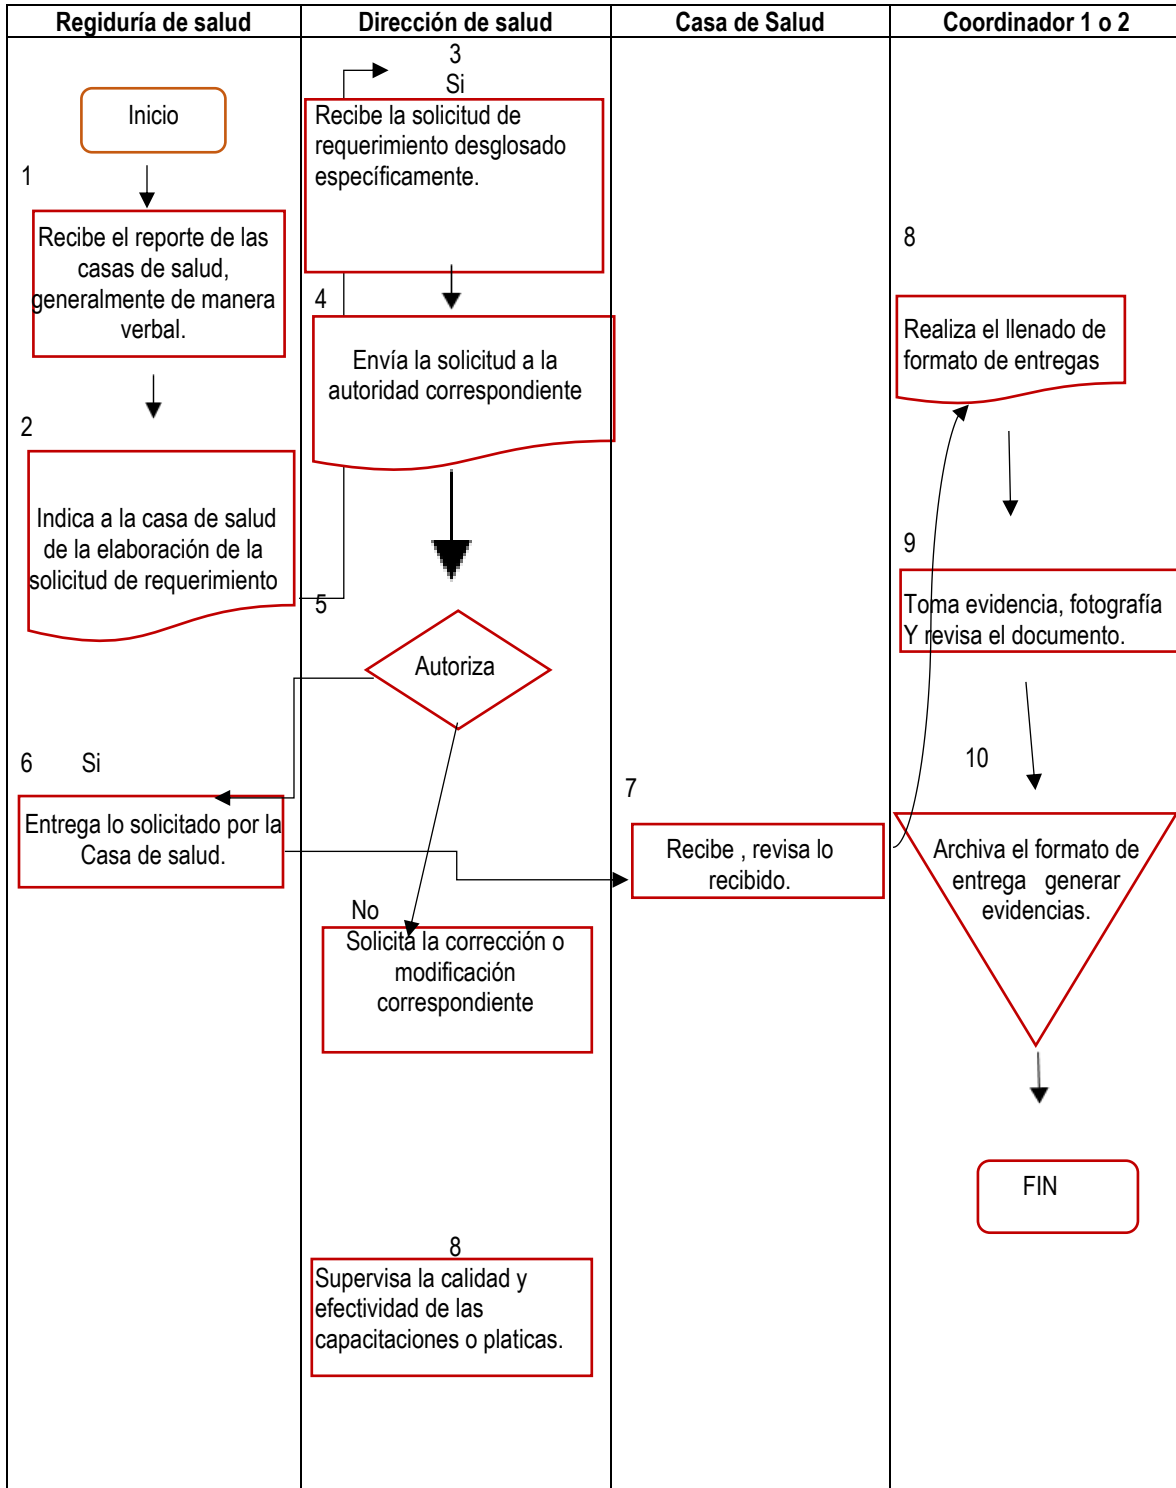 Regiduría de salud
Dirección de salud
Casa de Salud
Coordinador 1 o 2
Inicio
1
Recibe el reporte de las
casas de salud,
generalmente de manera
verbal.
2
Indica a la casa de salud
de la elaboración de la
solicitud de requerimiento
6 Si
Entrega lo solicitado por la
Casa de salud.
3
Si
Recibe la solicitud de
requerimiento desglosado
específicamente.
4
Envía la solicitud a la
autoridad correspondiente
5
Autoriza
No
Solicita la corrección o
modificación
correspondiente
8
Supervisa la calidad y
efectividad de las
capacitaciones o platicas.
7
Recibe , revisa lo
recibido.
8
Realiza el llenado de
formato de entregas
9
Toma evidencia, fotografía
Y revisa el documento.
10
Archiva el formato de
entrega generar
evidencias.
FIN